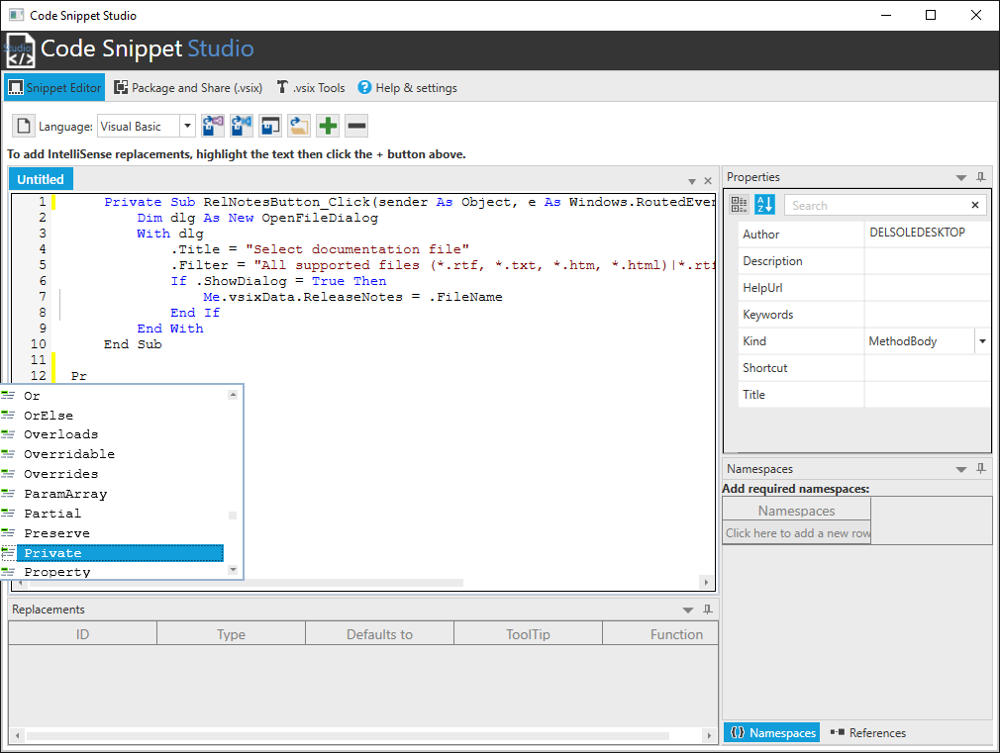 Code Snippet Studio
Studio
Code Snippet Studio
Snippet Editor
Package and Share (.vsix)
.vsix Tools
Help & settings
Language:
Visual Basic
To add IntelliSense replacements, highlight the text then click the + button above.
Untitled
1 Private Sub RelNotesButton_Click(sender As Object, e As Windows.RoutedEver
2 Dim dlg As New OpenFileDialog
3 With dlg
4 .Title = "Select documentation file"
5 .Filter = "All supported files (*.rtf, *.txt, *.htm, *.html)|*.rtf
6 If .ShowDialog = True Then
7 Me.vsixData.ReleaseNotes = .FileName
8 End If
9 End With
10 End Sub
11
12 Pr
Or
OrElse
Overloads
Overridable
Overrides
ParamArray
Partial
Preserve
Private
Property
Properties
Search
Author DELSOLEDESKTOP
Description
HelpUrl
Keywords
Kind MethodBody
Shortcut
Title
Namespaces
Add required namespaces:
Namespaces
Click here to add a new row
Namespaces
References
Replacements
ID Type Defaults to ToolTip Function